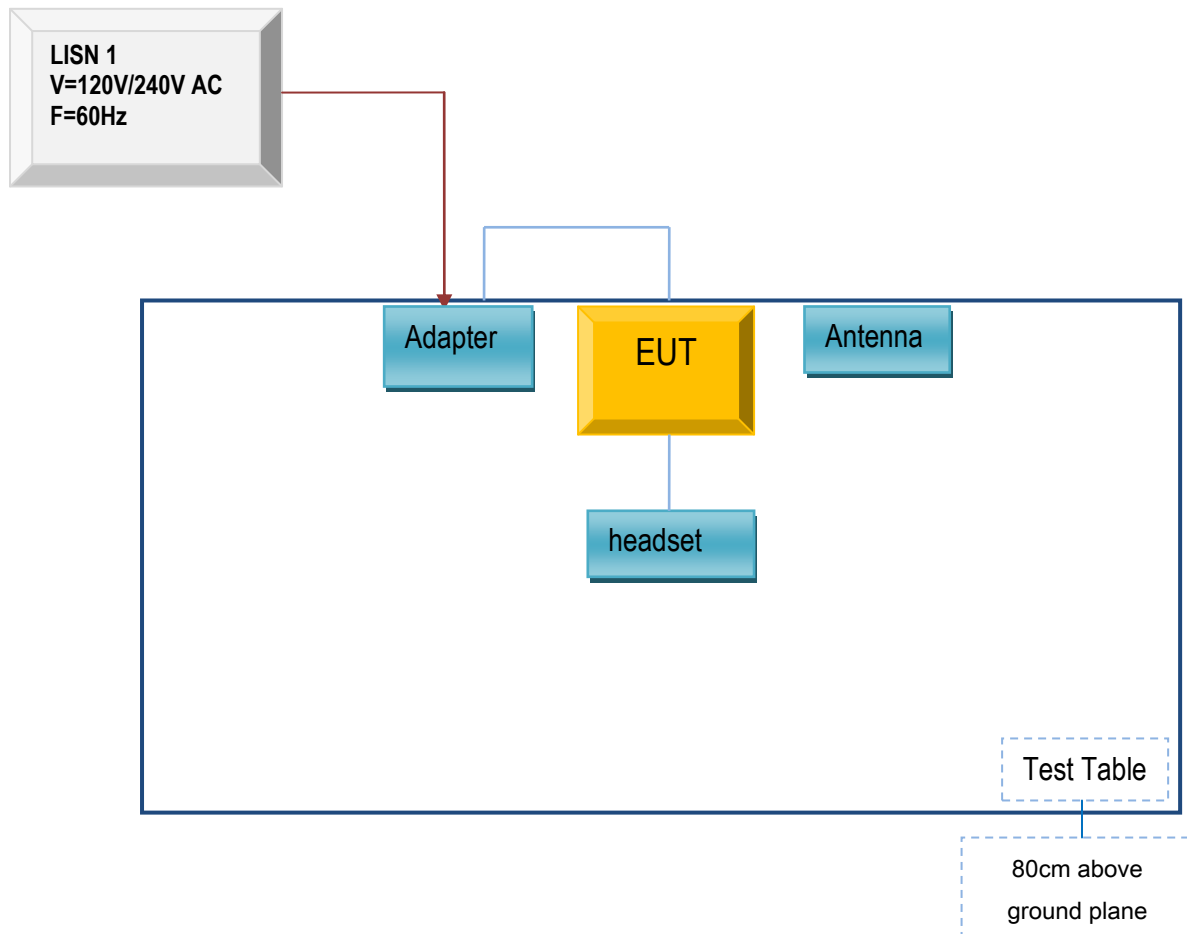 LISN 1
V=120V/240V AC
F=60Hz
Adapter
EUT
Antenna
headset
Test Table
80cm above
ground plane